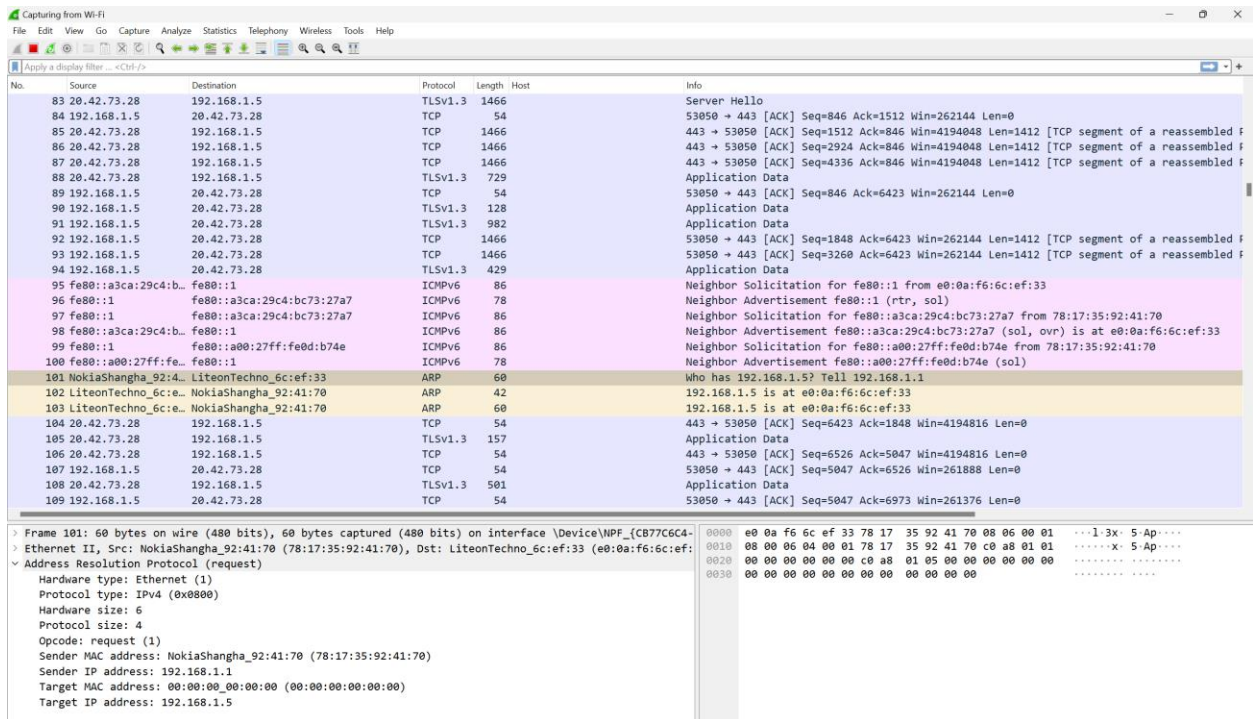 Capturing from Wi-Fi
File Edit View Go Capture Analyze Statistics Telephony Wireless Tools Help
Apply a display filter ... <Ctrl-/>
No. Source Destination Protocol Length Host Info
83 20.42.73.28 192.168.1.5 TLSv1.3 1466 Server Hello
84 192.168.1.5 20.42.73.28 TCP 54 53050 → 443 [ACK] Seq=846 Ack=1512 Win=262144 Len=0
85 20.42.73.28 192.168.1.5 TCP 1466 443 → 53050 [ACK] Seq=1512 Ack=846 Win=4194048 Len=1412 [TCP segment of a reassembled P
86 20.42.73.28 192.168.1.5 TCP 1466 443 → 53050 [ACK] Seq=2924 Ack=846 Win=4194048 Len=1412 [TCP segment of a reassembled P
87 20.42.73.28 192.168.1.5 TCP 1466 443 → 53050 [ACK] Seq=4336 Ack=846 Win=4194048 Len=1412 [TCP segment of a reassembled P
88 20.42.73.28 192.168.1.5 TLSv1.3 729 Application Data
89 192.168.1.5 20.42.73.28 TCP 54 53050 → 443 [ACK] Seq=846 Ack=6423 Win=262144 Len=0
90 192.168.1.5 20.42.73.28 TLSv1.3 128 Application Data
91 192.168.1.5 20.42.73.28 TLSv1.3 982 Application Data
92 192.168.1.5 20.42.73.28 TCP 1466 53050 → 443 [ACK] Seq=1848 Ack=6423 Win=262144 Len=1412 [TCP segment of a reassembled P
93 192.168.1.5 20.42.73.28 TCP 1466 53050 → 443 [ACK] Seq=3260 Ack=6423 Win=262144 Len=1412 [TCP segment of a reassembled P
94 192.168.1.5 20.42.73.28 TLSv1.3 429 Application Data
95 fe80::a3ca:29c4:b… fe80::1 ICMPv6 86 Neighbor Solicitation for fe80::1 from e0:0a:f6:6c:ef:33
96 fe80::1 fe80::a3ca:29c4:bc73:27a7 ICMPv6 78 Neighbor Advertisement fe80::1 (rtr, sol)
97 fe80::1 fe80::a3ca:29c4:bc73:27a7 ICMPv6 86 Neighbor Solicitation for fe80::a3ca:29c4:bc73:27a7 from 78:17:35:92:41:70
98 fe80::a3ca:29c4:b… fe80::1 ICMPv6 86 Neighbor Advertisement fe80::a3ca:29c4:bc73:27a7 (sol, ovr) is at e0:0a:f6:6c:ef:33
99 fe80::1 fe80::a00:27ff:fe0d:b74e ICMPv6 86 Neighbor Solicitation for fe80::a00:27ff:fe0d:b74e from 78:17:35:92:41:70
100 fe80::a00:27ff:fe… fe80::1 ICMPv6 78 Neighbor Advertisement fe80::a00:27ff:fe0d:b74e (sol)
101 NokiaShangha_92:4… LiteonTechno_6c:ef:33 ARP 60 Who has 192.168.1.5? Tell 192.168.1.1
102 LiteonTechno_6c:e… NokiaShangha_92:41:70 ARP 42 192.168.1.5 is at e0:0a:f6:6c:ef:33
103 LiteonTechno_6c:e… NokiaShangha_92:41:70 ARP 60 192.168.1.5 is at e0:0a:f6:6c:ef:33
104 20.42.73.28 192.168.1.5 TCP 54 443 → 53050 [ACK] Seq=6423 Ack=1848 Win=4194816 Len=0
105 20.42.73.28 192.168.1.5 TLSv1.3 157 Application Data
106 20.42.73.28 192.168.1.5 TCP 54 443 → 53050 [ACK] Seq=6526 Ack=5047 Win=4194816 Len=0
107 192.168.1.5 20.42.73.28 TCP 54 53050 → 443 [ACK] Seq=5047 Ack=6526 Win=261888 Len=0
108 20.42.73.28 192.168.1.5 TLSv1.3 501 Application Data
109 192.168.1.5 20.42.73.28 TCP 54 53050 → 443 [ACK] Seq=5047 Ack=6973 Win=261376 Len=0
Frame 101: 60 bytes on wire (480 bits), 60 bytes captured (480 bits) on interface \Device\NPF_{CB77C6C4-
Ethernet II, Src: NokiaShangha_92:41:70 (78:17:35:92:41:70), Dst: LiteonTechno_6c:ef:33 (e0:0a:f6:6c:ef:
Address Resolution Protocol (request)
Hardware type: Ethernet (1)
Protocol type: IPv4 (0x0800)
Hardware size: 6
Protocol size: 4
Opcode: request (1)
Sender MAC address: NokiaShangha_92:41:70 (78:17:35:92:41:70)
Sender IP address: 192.168.1.1
Target MAC address: 00:00:00_00:00:00 (00:00:00:00:00:00)
Target IP address: 192.168.1.5
0000 e0 0a f6 6c ef 33 78 17 35 92 41 70 08 06 00 01 ···l·3x· 5·Ap····
0010 08 00 06 04 00 01 78 17 35 92 41 70 c0 a8 01 01 ······x· 5·Ap····
0020 00 00 00 00 00 00 c0 a8 01 05 00 00 00 00 00 00 ········ ········
0030 00 00 00 00 00 00 00 00 00 00 00 00 ········ ····